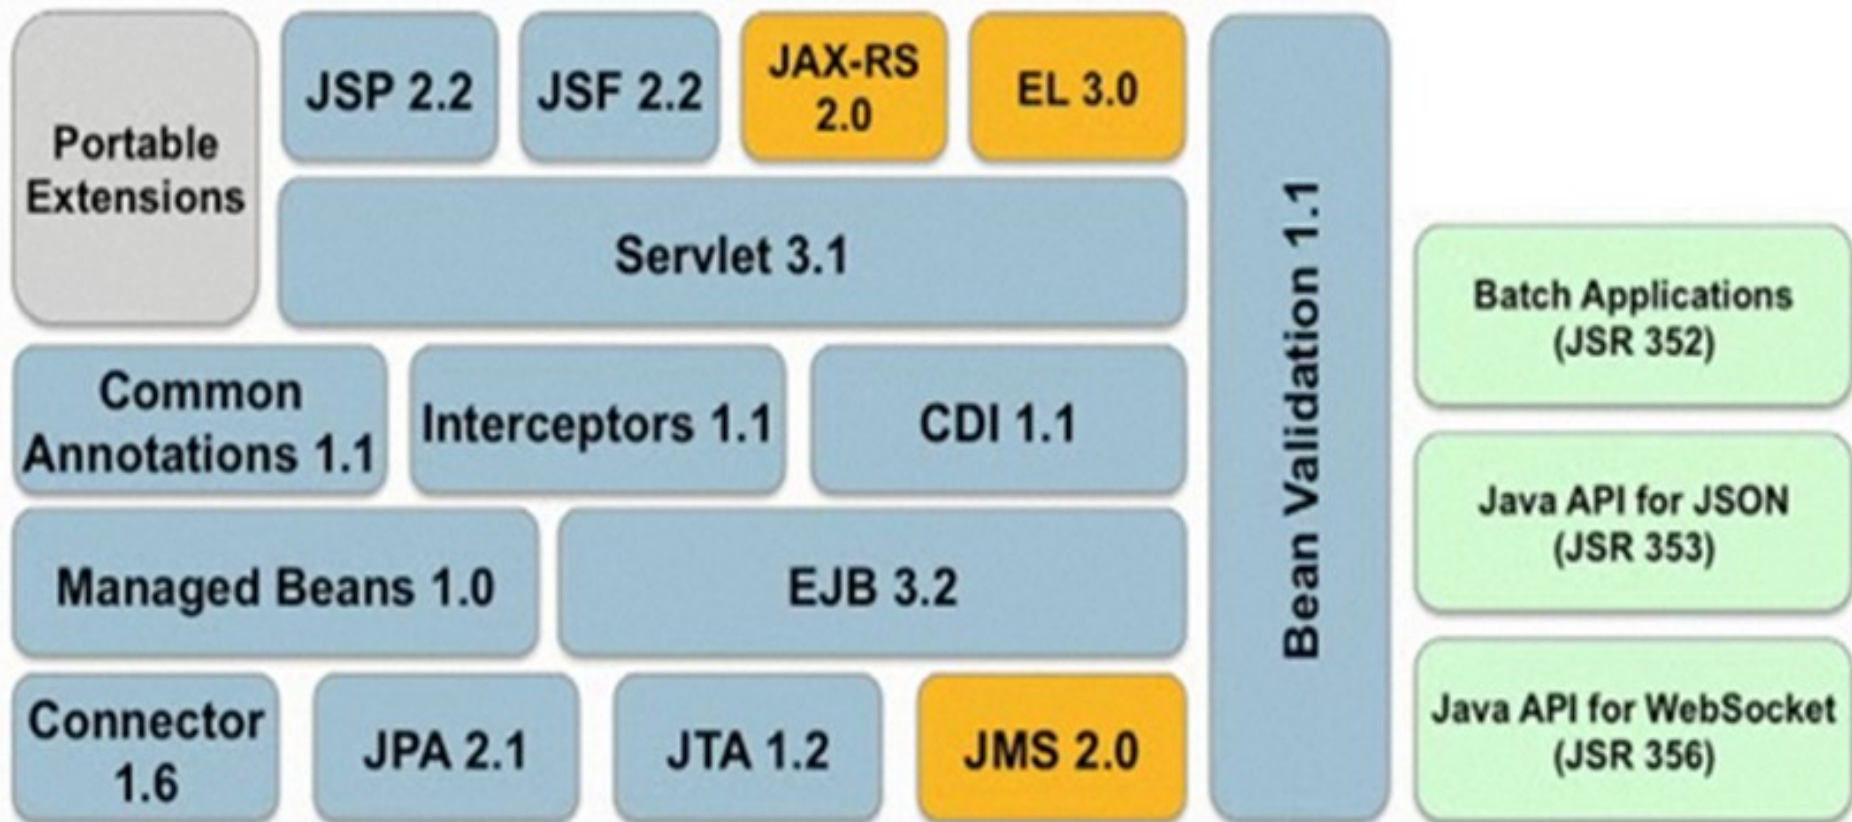 Portable
Extensions
JSP 2.2
JSF 2.2
JAX-RS
2.0
EL 3.0
Servlet 3.1
Common
Annotations 1.1
Interceptors 1.1
CDI 1.1
Managed Beans 1.0
EJB 3.2
Connector
1.6
JPA 2.1
JTA 1.2
JMS 2.0
Bean Validation 1.1
Batch Applications
(JSR 352)
Java API for JSON
(JSR 353)
Java API for WebSocket
(JSR 356)